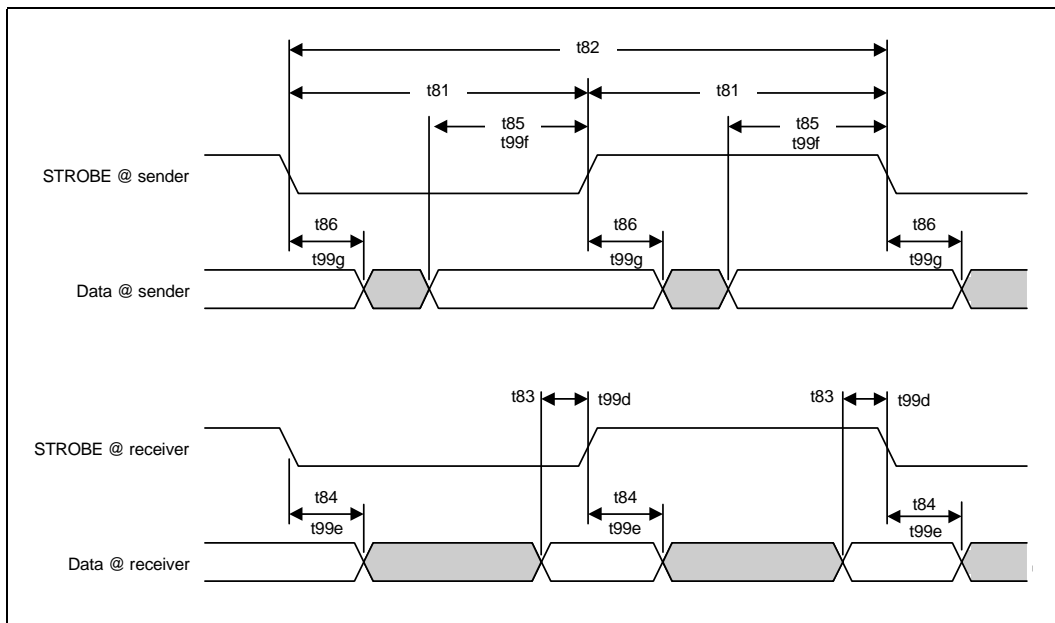 t82
t81 t81
t85 t85
t99f t99f
STROBE @ sender
t86 t86 t86
t99g t99g t99g
Data @ sender
t83 t99d t83 t99d
STROBE @ receiver
t84 t84 t84
t99e t99e t99e
Data @ receiver